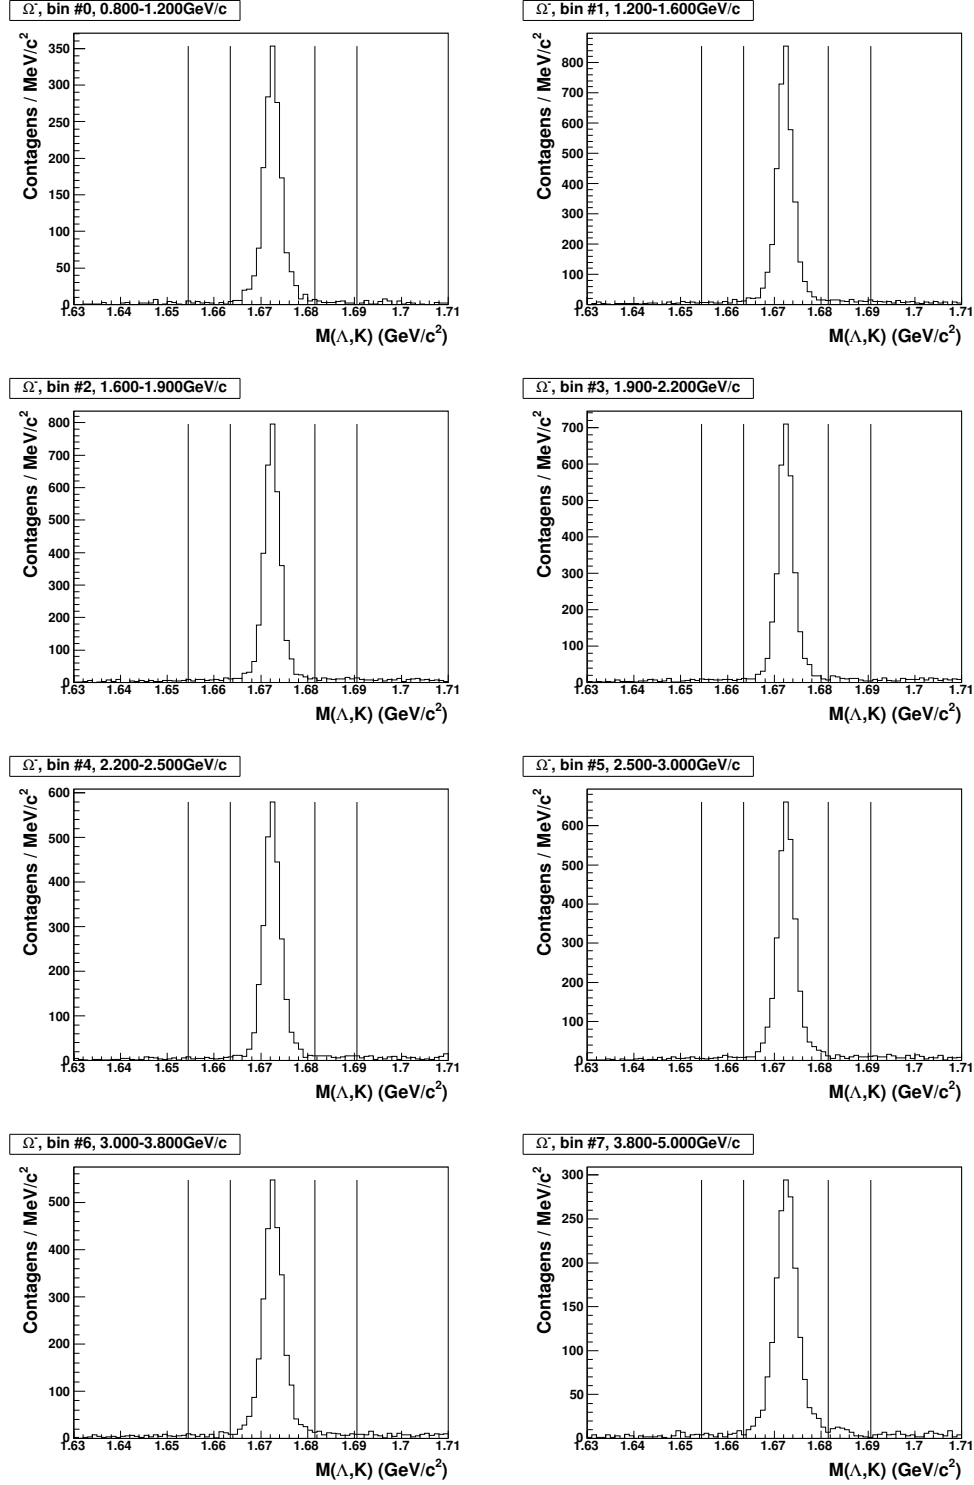 Ω⁻, bin #0, 0.800-1.200GeV/c
Contagens / MeV/c²
350
300
250
200
150
100
50
0
1.63 1.64 1.65 1.66 1.67 1.68 1.69 1.7 1.71
M(Λ,K) (GeV/c²)
Ω⁻, bin #1, 1.200-1.600GeV/c
Contagens / MeV/c²
800
700
600
500
400
300
200
100
0
1.63 1.64 1.65 1.66 1.67 1.68 1.69 1.7 1.71
M(Λ,K) (GeV/c²)
Ω⁻, bin #2, 1.600-1.900GeV/c
Contagens / MeV/c²
800
700
600
500
400
300
200
100
0
1.63 1.64 1.65 1.66 1.67 1.68 1.69 1.7 1.71
M(Λ,K) (GeV/c²)
Ω⁻, bin #3, 1.900-2.200GeV/c
Contagens / MeV/c²
700
600
500
400
300
200
100
0
1.63 1.64 1.65 1.66 1.67 1.68 1.69 1.7 1.71
M(Λ,K) (GeV/c²)
Ω⁻, bin #4, 2.200-2.500GeV/c
Contagens / MeV/c²
600
500
400
300
200
100
0
1.63 1.64 1.65 1.66 1.67 1.68 1.69 1.7 1.71
M(Λ,K) (GeV/c²)
Ω⁻, bin #5, 2.500-3.000GeV/c
Contagens / MeV/c²
600
500
400
300
200
100
0
1.63 1.64 1.65 1.66 1.67 1.68 1.69 1.7 1.71
M(Λ,K) (GeV/c²)
Ω⁻, bin #6, 3.000-3.800GeV/c
Contagens / MeV/c²
500
400
300
200
100
0
1.63 1.64 1.65 1.66 1.67 1.68 1.69 1.7 1.71
M(Λ,K) (GeV/c²)
Ω⁻, bin #7, 3.800-5.000GeV/c
Contagens / MeV/c²
300
250
200
150
100
50
0
1.63 1.64 1.65 1.66 1.67 1.68 1.69 1.7 1.71
M(Λ,K) (GeV/c²)